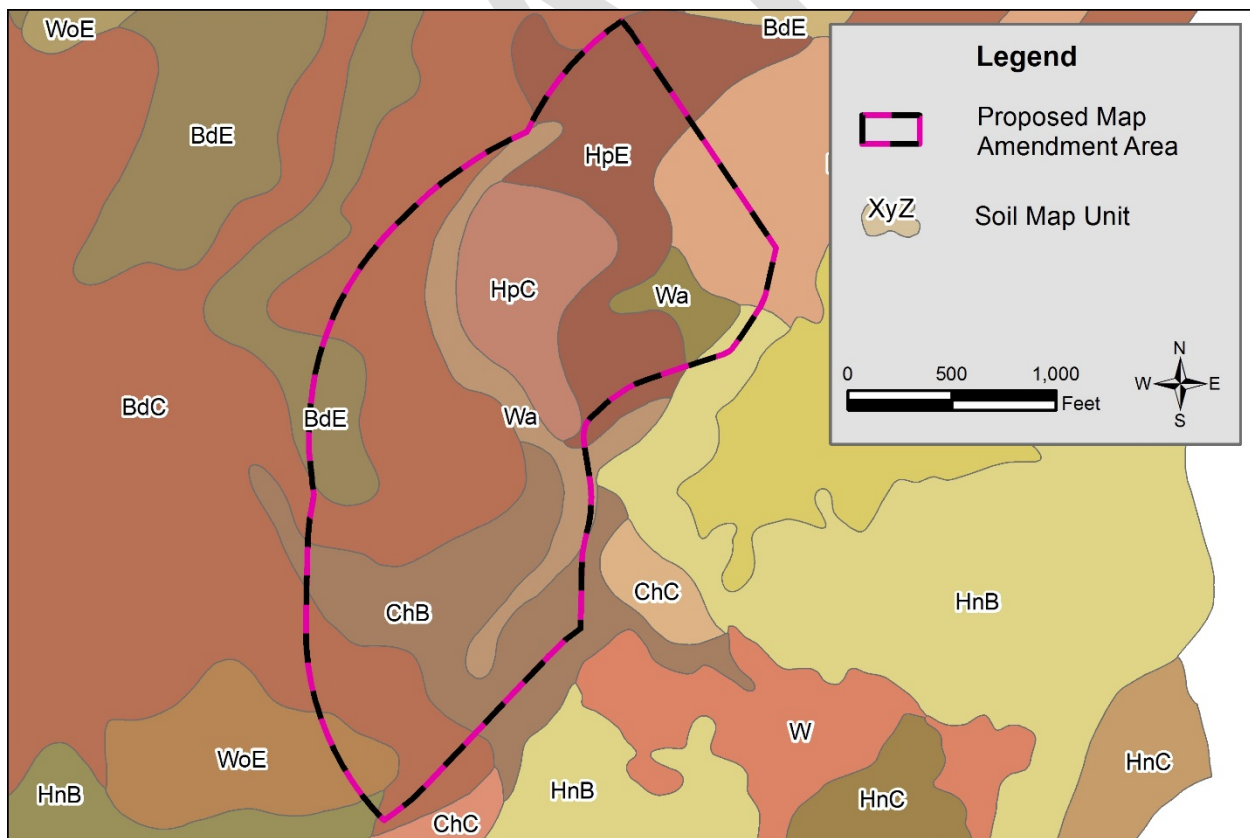 WoE
BdE
BdE
HpE
HpC
Wa
BdC
BdE
Wa
ChB
ChC
HnB
WoE
W
HnB
HnC
HnC
HnB
ChC
Legend
Proposed Map
Amendment Area
XyZ
Soil Map Unit
0 500 1,000
Feet
N
W E
S